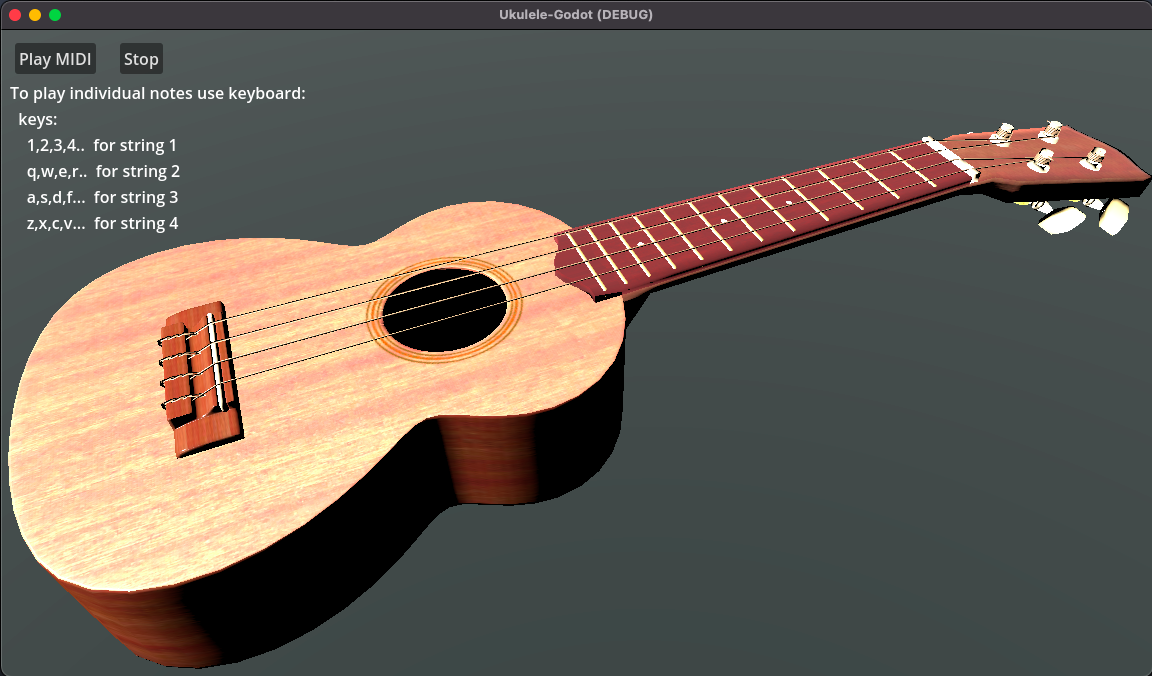 Ukulele-Godot (DEBUG)
Play MIDI Stop
To play individual notes use keyboard:
keys:
1,2,3,4.. for string 1
q,w,e,r.. for string 2
a,s,d,f... for string 3
z,x,c,v... for string 4